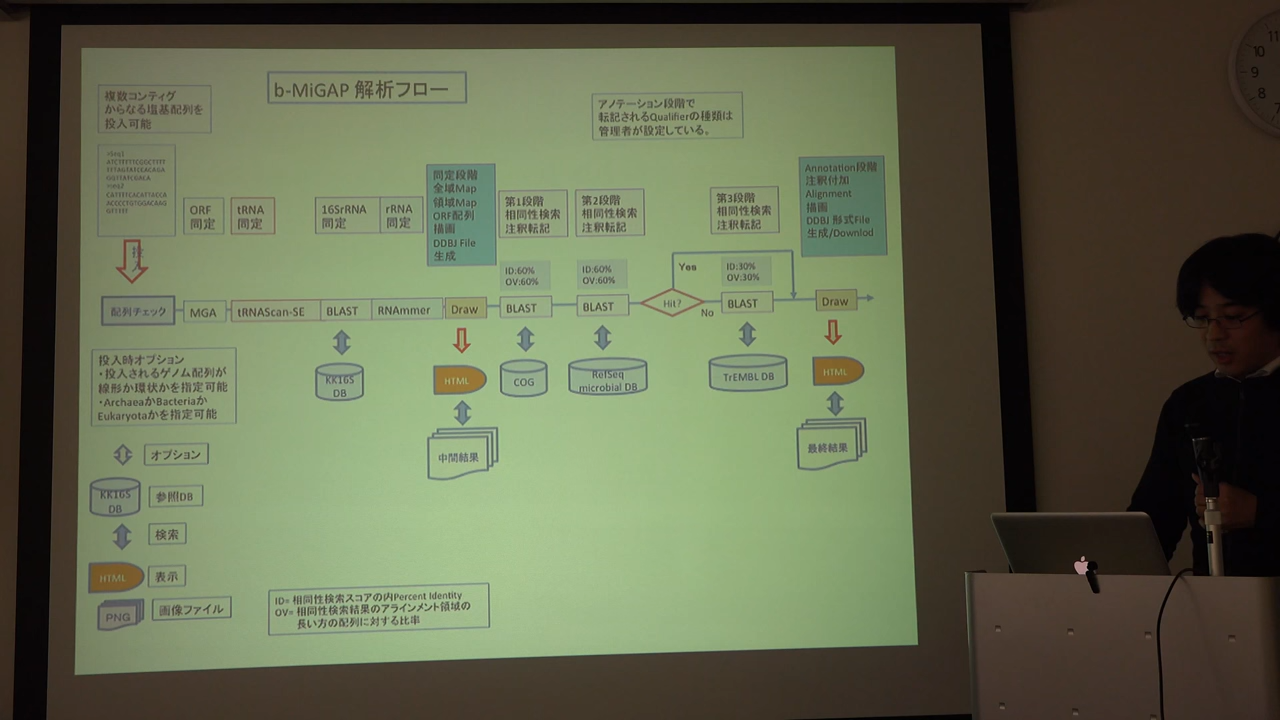 b-MiGAP 解析フロー
複数コンティグ
からなる塩基配列を
投入可能
アノテーション段階で
転記されるQualifierの種類は
管理者が設定している。
ORF
同定
tRNA
同定
16SrRNA
同定
rRNA
同定
同定段階
全域Map
領域Map
ORF配列
描画
DDBJ File
生成
第1段階
相同性検索
注釈転記
第2段階
相同性検索
注釈転記
第3段階
相同性検索
注釈転記
Annotation段階
注釈付加
Alignment
描画
DDBJ 形式File
生成/Downlod
投入
ID:60%
OV:60%
ID:60%
OV:60%
Yes
ID:30%
OV:30%
配列チェック
MGA
tRNAScan-SE
BLAST
RNAmmer
Draw
BLAST
BLAST
Hit?
No
BLAST
Draw
KK16S
DB
HTML
COG
RefSeq
microbial DB
TrEMBL DB
HTML
中間結果
最終結果
投入時オプション
・投入されるゲノム配列が
線形か環状かを指定可能
・ArchaeaかBacteriaか
Eukaryotaかを指定可能
オプション
KK16S
DB
参照DB
検索
HTML
表示
PNG
画像ファイル
ID= 相同性検索スコアの内Percent Identity
OV= 相同性検索結果のアラインメント領域の
長い方の配列に対する比率
11
10
9
8